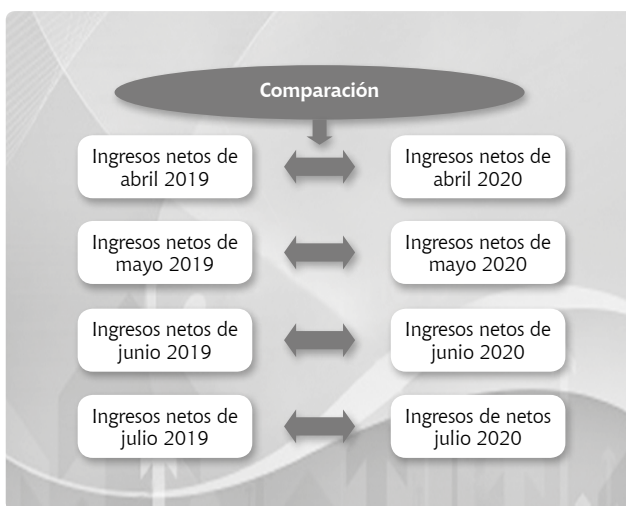 Comparación
Ingresos netos de
abril 2019
Ingresos netos de
abril 2020
Ingresos netos de
mayo 2019
Ingresos netos de
mayo 2020
Ingresos netos de
junio 2019
Ingresos netos de
junio 2020
Ingresos netos de
julio 2019
Ingresos de netos
julio 2020